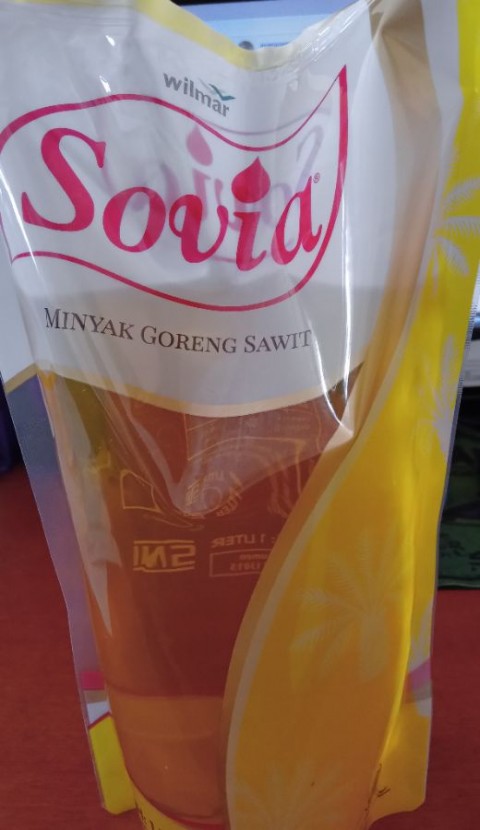 wilmar
Sovia®
MINYAK GORENG SAWIT
1 LITER
SNI